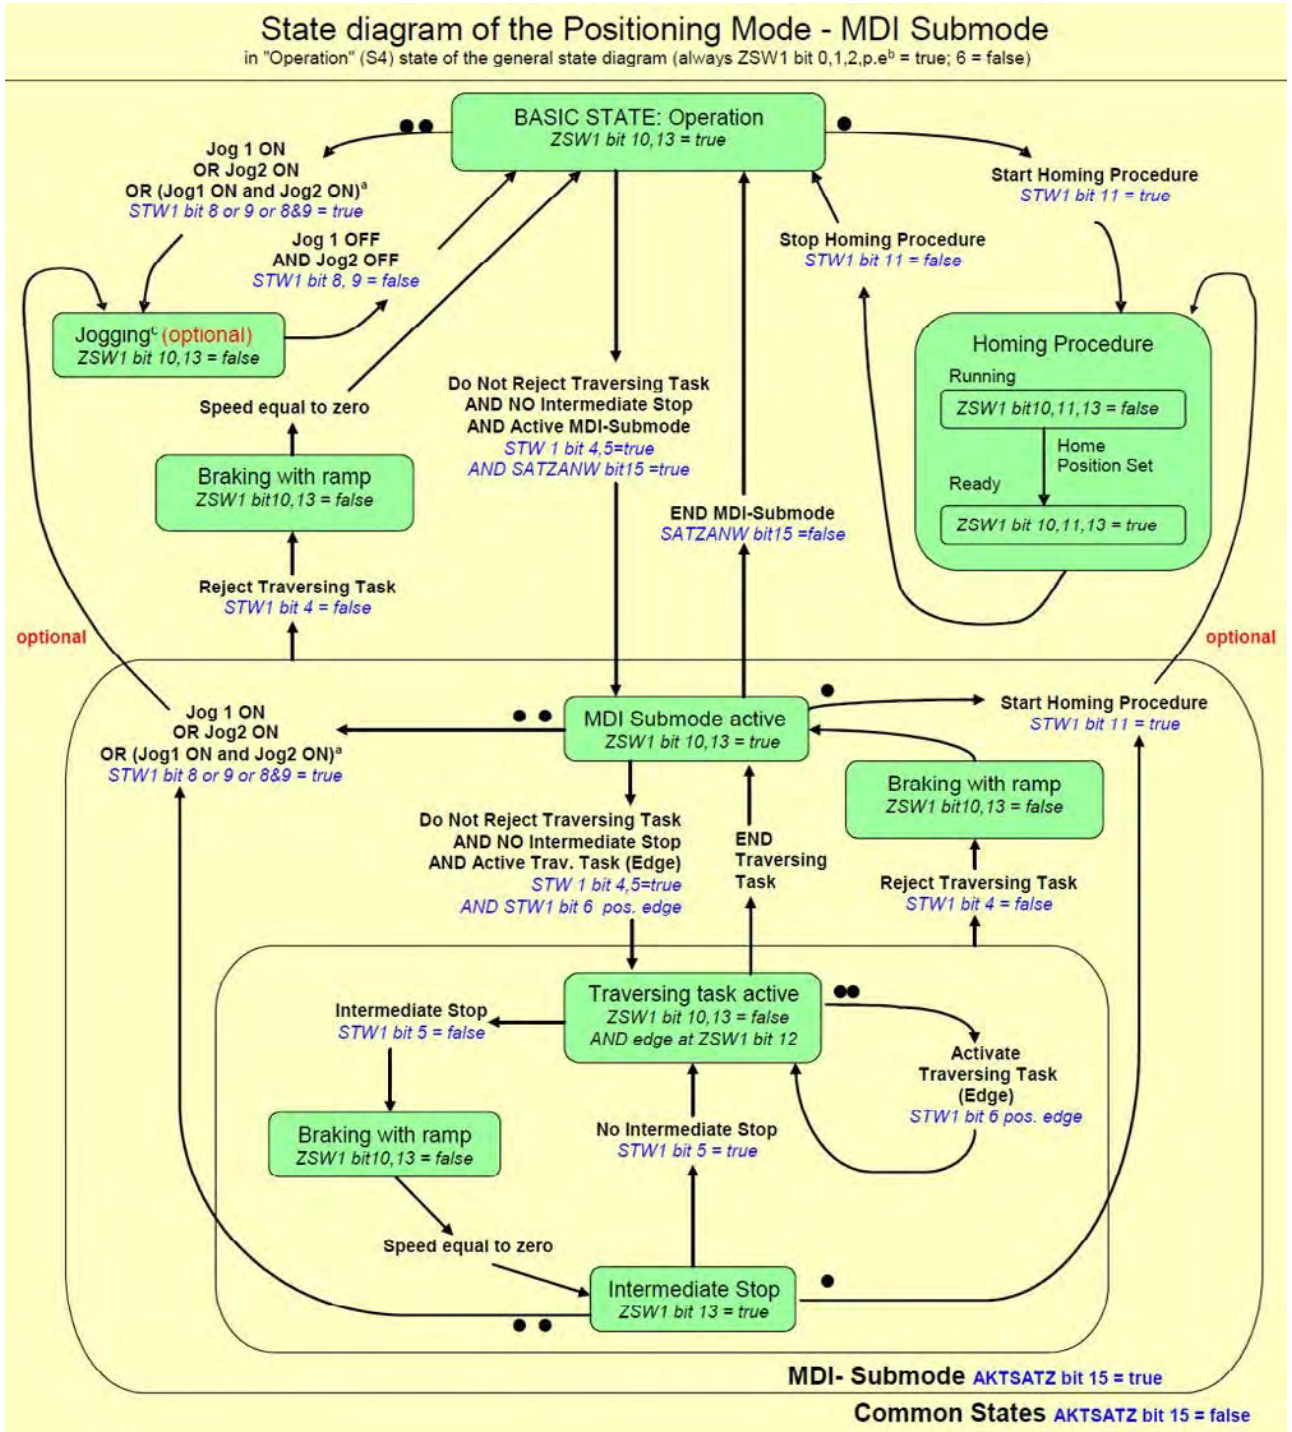 State diagram of the Positioning Mode - MDI Submode
in "Operation" (S4) state of the general state diagram (always ZSW1 bit 0,1,2,p.eᵇ = true; 6 = false)
BASIC STATE: Operation
ZSW1 bit 10,13 = true
Jog 1 ON
OR Jog2 ON
OR (Jog1 ON and Jog2 ON)ᵃ
STW1 bit 8 or 9 or 8&9 = true
Start Homing Procedure
STW1 bit 11 = true
Jog 1 OFF
AND Jog2 OFF
STW1 bit 8, 9 = false
Stop Homing Procedure
STW1 bit 11 = false
Joggingᶜ (optional)
ZSW1 bit 10,13 = false
Homing Procedure
Running
ZSW1 bit10,11,13 = false
Home
Position Set
Ready
ZSW1 bit 10,11,13 = true
Do Not Reject Traversing Task
AND NO Intermediate Stop
AND Active MDI-Submode
STW 1 bit 4,5=true
AND SATZANW bit15 =true
Speed equal to zero
Braking with ramp
ZSW1 bit10,13 = false
END MDI-Submode
SATZANW bit15 =false
Reject Traversing Task
STW1 bit 4 = false
optional
optional
Jog 1 ON
OR Jog2 ON
OR (Jog1 ON and Jog2 ON)ᵃ
STW1 bit 8 or 9 or 8&9 = true
MDI Submode active
ZSW1 bit 10,13 = true
Start Homing Procedure
STW1 bit 11 = true
Braking with ramp
ZSW1 bit10,13 = false
Do Not Reject Traversing Task
AND NO Intermediate Stop
AND Active Trav. Task (Edge)
STW 1 bit 4,5=true
AND STW1 bit 6 pos. edge
END
Traversing
Task
Reject Traversing Task
STW1 bit 4 = false
Traversing task active
ZSW1 bit 10,13 = false
AND edge at ZSW1 bit 12
Intermediate Stop
STW1 bit 5 = false
Activate
Traversing Task
(Edge)
STW1 bit 6 pos. edge
Braking with ramp
ZSW1 bit10,13 = false
No Intermediate Stop
STW1 bit 5 = true
Speed equal to zero
Intermediate Stop
ZSW1 bit 13 = true
MDI- Submode AKTSATZ bit 15 = true
Common States AKTSATZ bit 15 = false